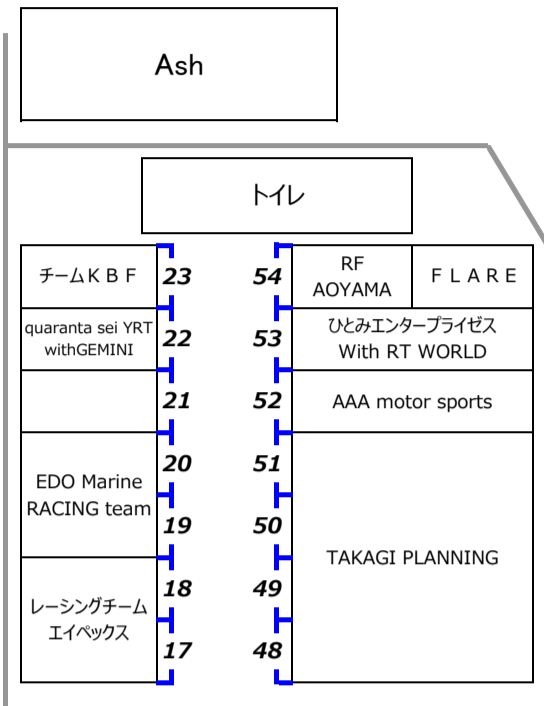 Ash
トイレ
チームＫＢＦ 23 54 RF AOYAMA ＦＬＡＲＥ
quaranta sei YRT
withGEMINI
22 53
ひとみエンタープライゼス
With RT WORLD
21 52 AAA motor sports
EDO Marine
RACING team
20 51
19 50
TAKAGI PLANNING
レーシングチーム
エイペックス
18 49
17 48